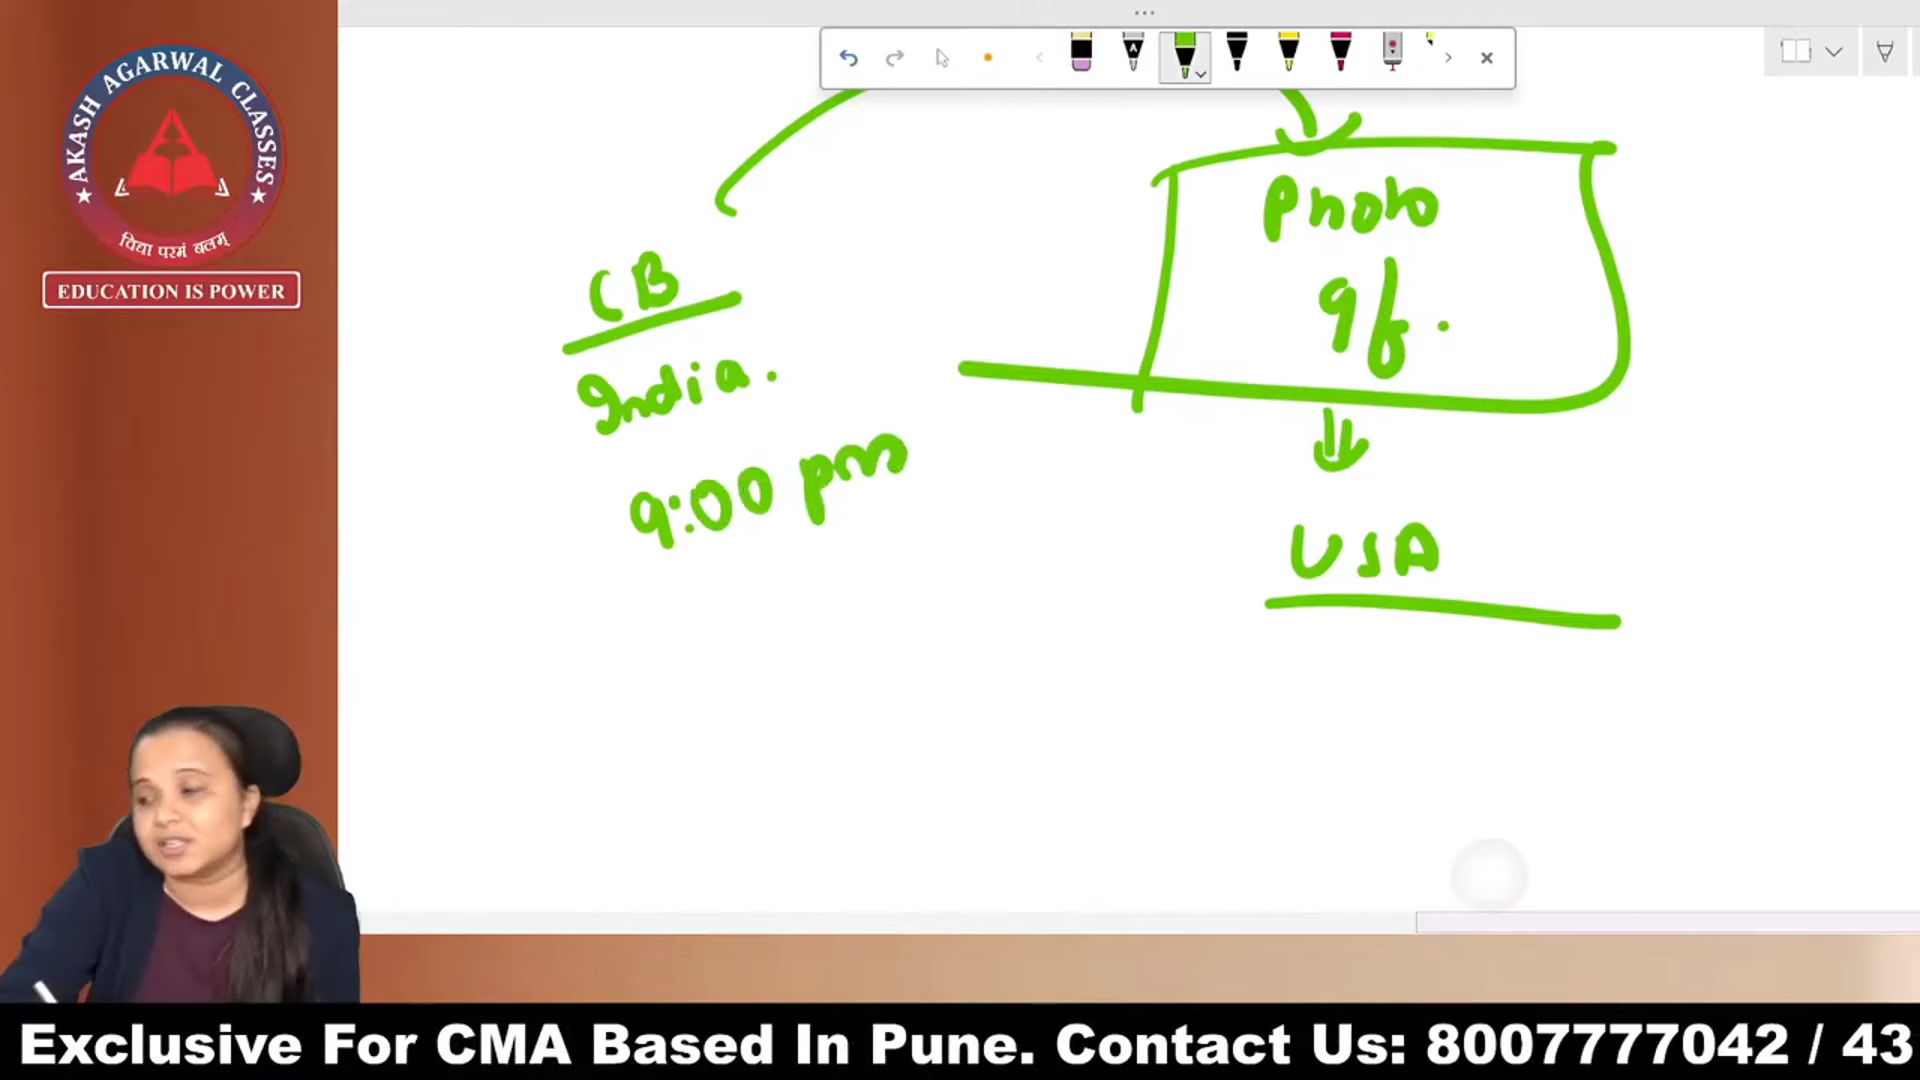 AKASH AGARWAL CLASSES
विद्या परमं बलम्
EDUCATION IS POWER
Photo
CB
India.
9:00 pm
USA
Exclusive For CMA Based In Pune. Contact Us: 8007777042 / 43